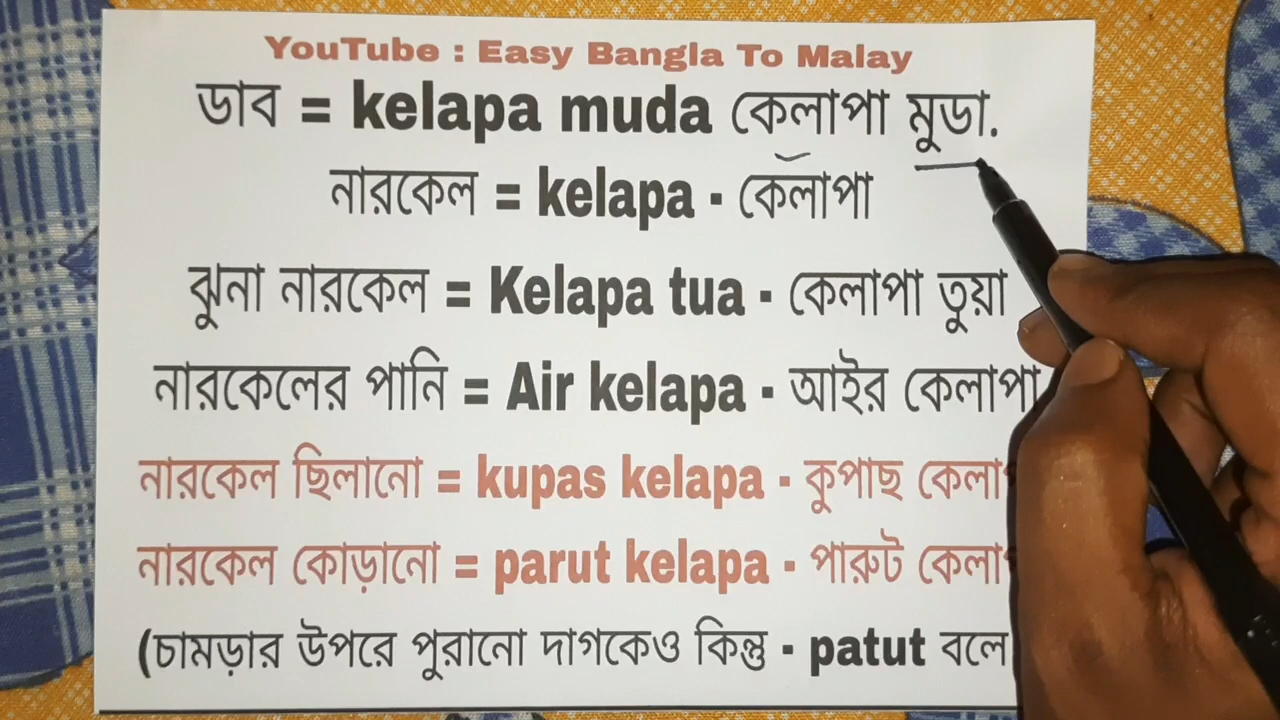 YouTube : Easy Bangla To Malay
ডাব = kelapa muda কেলাপা মুডা.
নারকেল = kelapa - কেলাপা
ঝুনা নারকেল = Kelapa tua - কেলাপা তুয়া
নারকেলের পানি = Air kelapa - আইর কেলাপা
নারকেল ছিলানো = kupas kelapa - কুপাছ
নারকেল কোড়ানো = parut kelapa - পারুট
(চামড়ার উপরে পুরানো দাগকেও কিন্তু - patut বলে